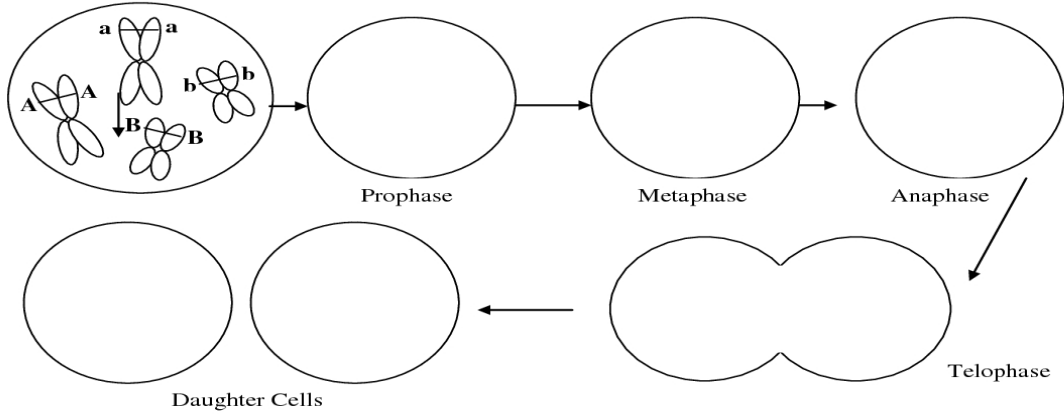 a a
A A
b b
B B
Prophase
Metaphase
Anaphase
Telophase
Daughter Cells